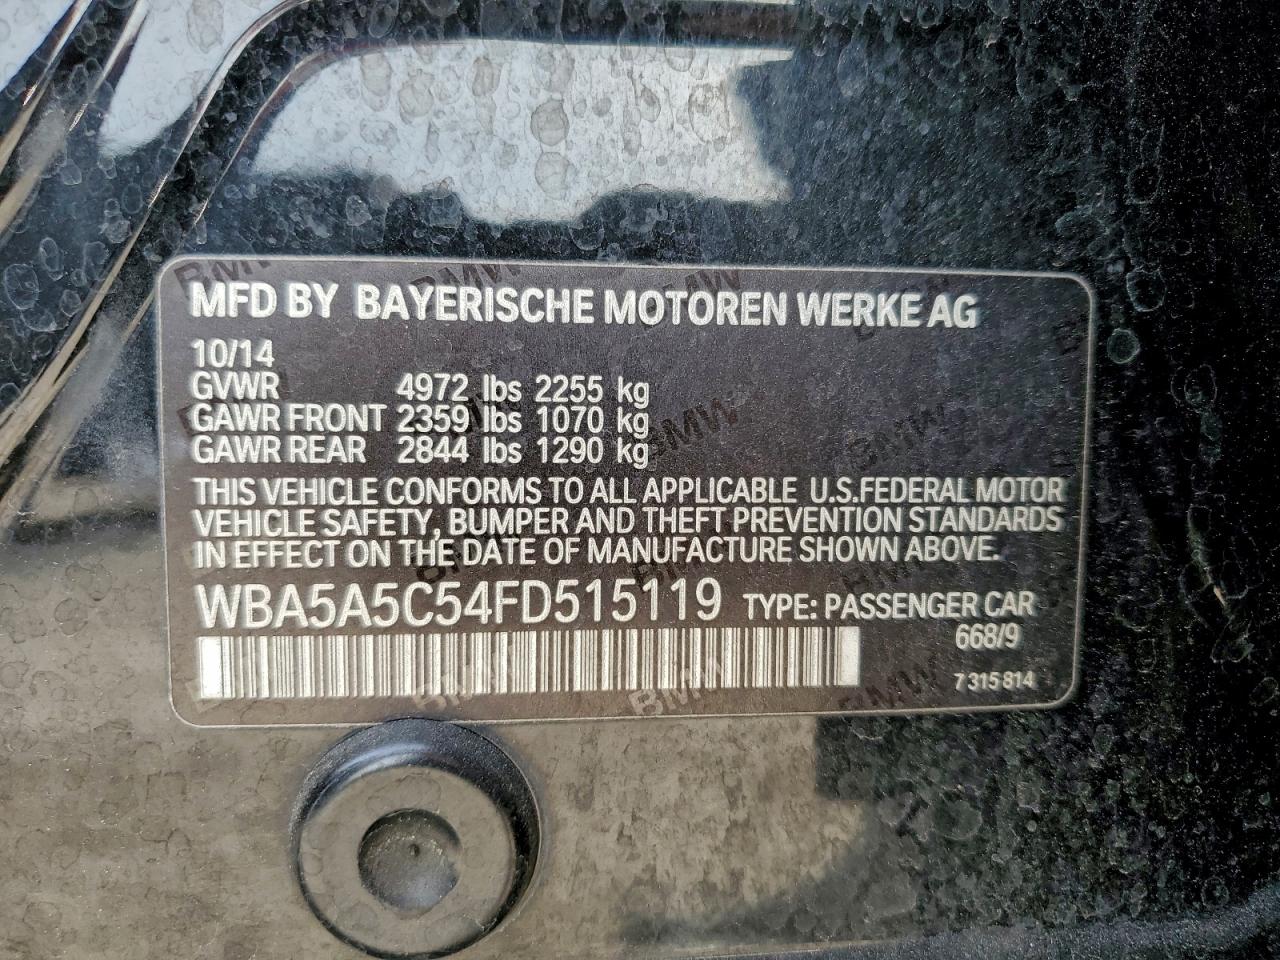 MFD BY BAYERISCHE MOTOREN WERKE AG
10/14
GVWR 4972 lbs 2255 kg
GAWR FRONT 2359 lbs 1070 kg
GAWR REAR 2844 lbs 1290 kg
THIS VEHICLE CONFORMS TO ALL APPLICABLE U.S.FEDERAL MOTOR
VEHICLE SAFETY, BUMPER AND THEFT PREVENTION STANDARDS
IN EFFECT ON THE DATE OF MANUFACTURE SHOWN ABOVE.
WBA5A5C54FD515119 TYPE: PASSENGER CAR
668/9
7 315 814